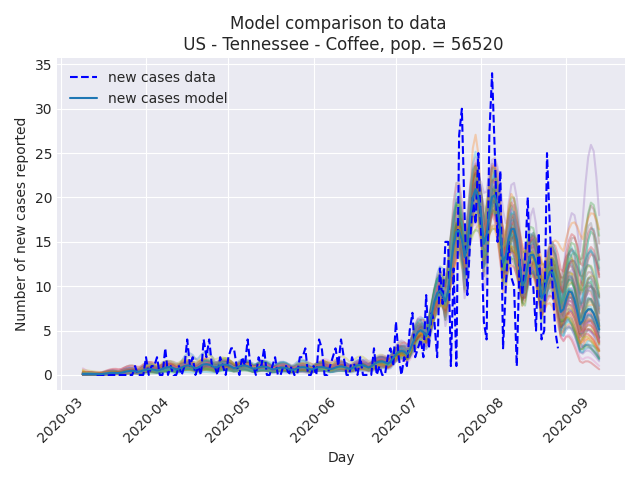 Model comparison to data
US - Tennessee - Coffee, pop. = 56520
35
30
25
20
15
10
5
0
Number of new cases reported
new cases data
new cases model
2020-03
2020-04
2020-05
2020-06
2020-07
2020-08
2020-09
Day